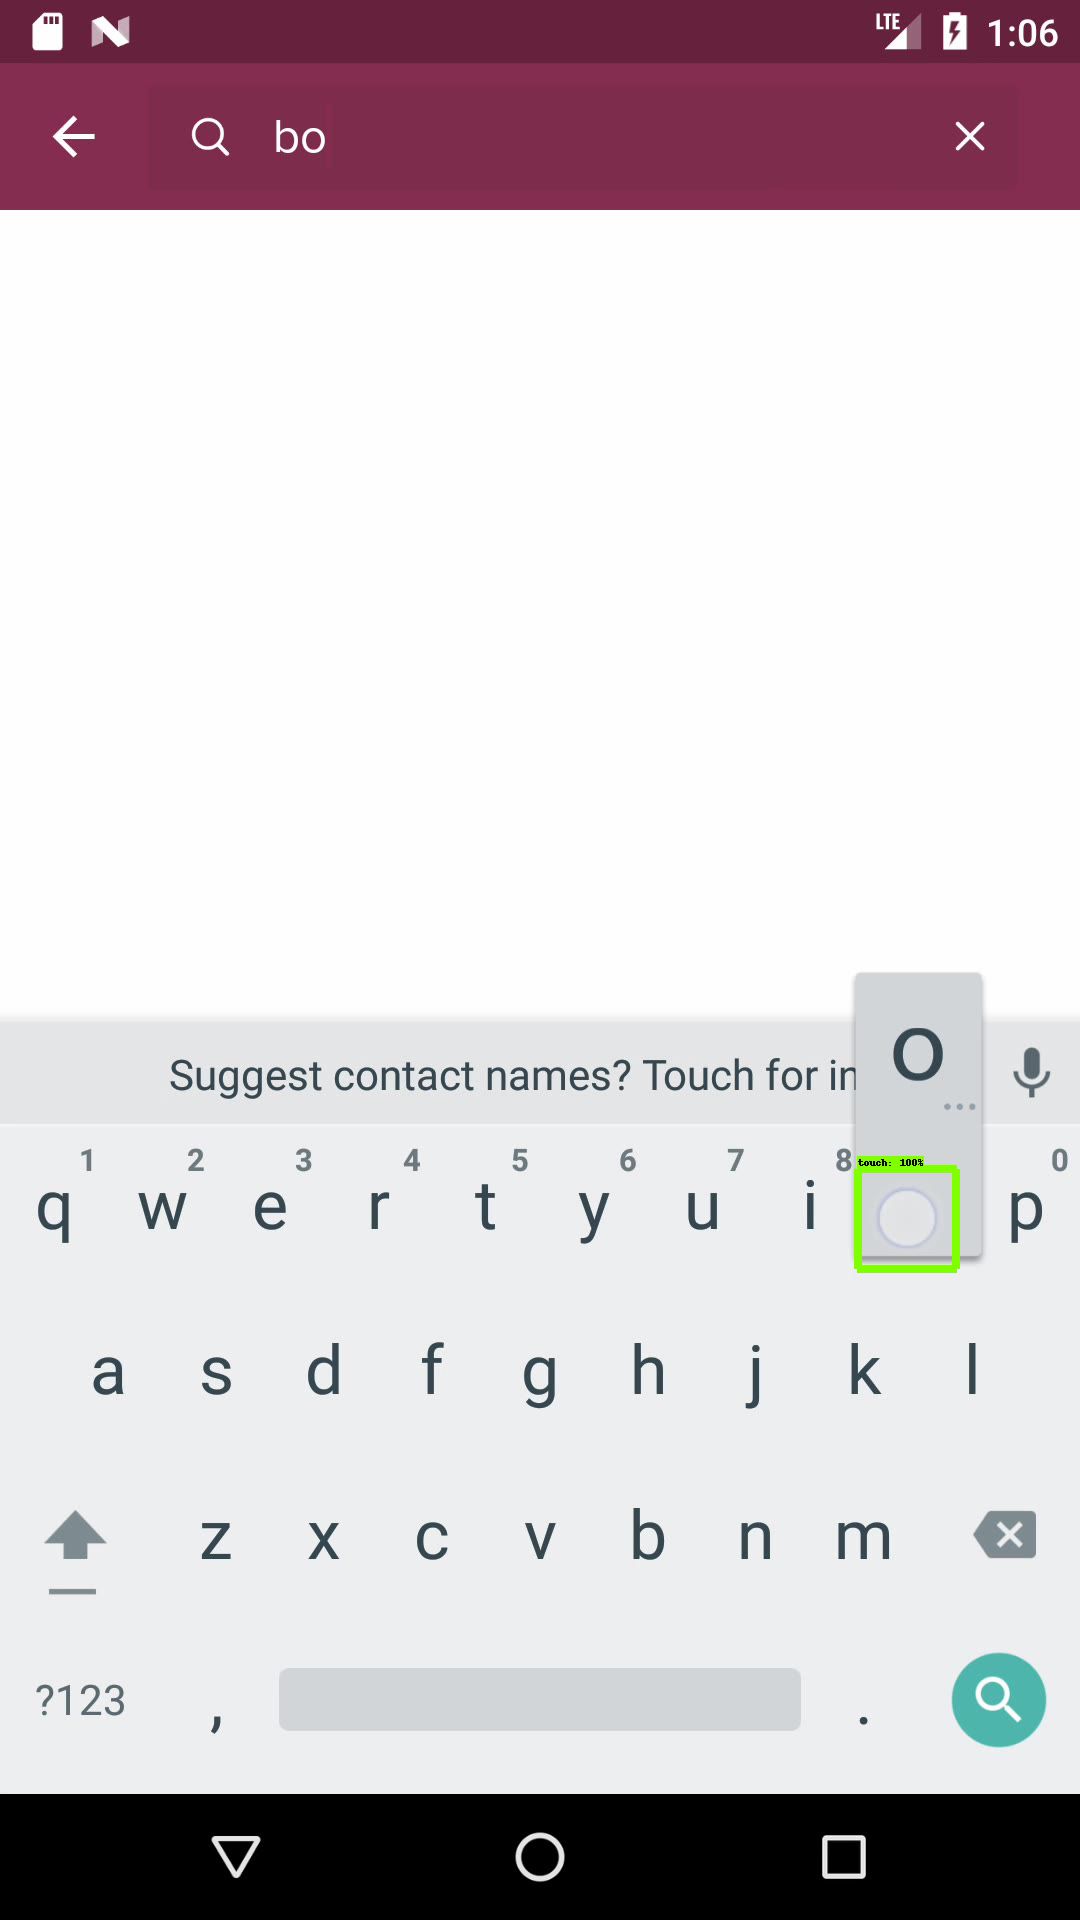 LTE 1:06
bo
Suggest contact names? Touch for in
o
...
touch: 100%
1 2 3 4 5 6 7 8 0
q w e r t y u i p
a s d f g h j k l
z x c v b n m
?123 , .